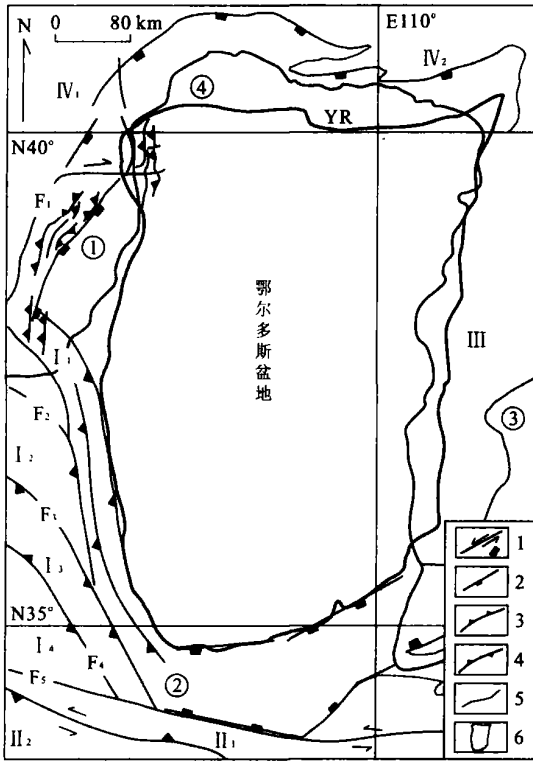 N
0 80 km
E110°
IV₁
IV₂
④
YR
N40°
F₁
①
鄂尔多斯盆地
III
I₁
F₂
I₂
③
F₃
I₃
1
2
3
4
5
6
N35°
I₄
F₄
F₅
②
II₂
II₁